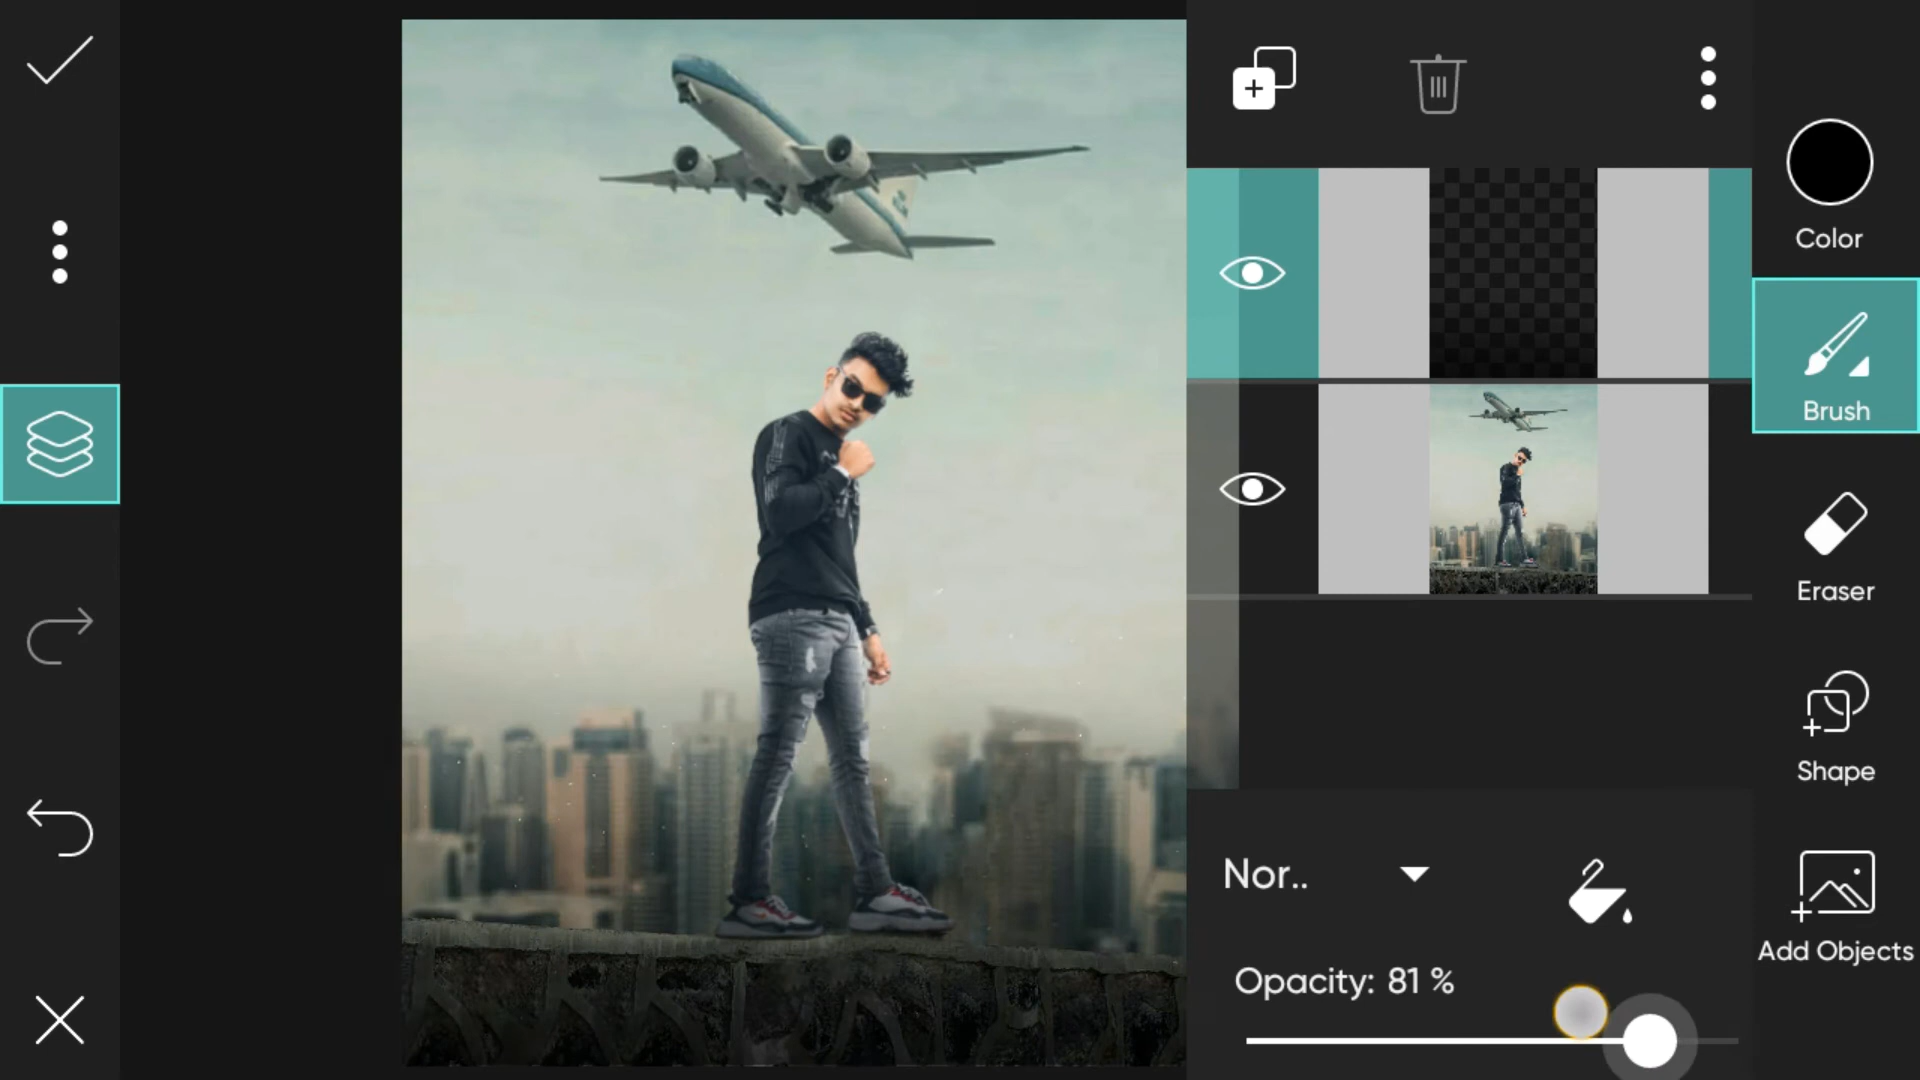 Color
Brush
Eraser
Shape
Add Objects
Nor..
Opacity: 81 %